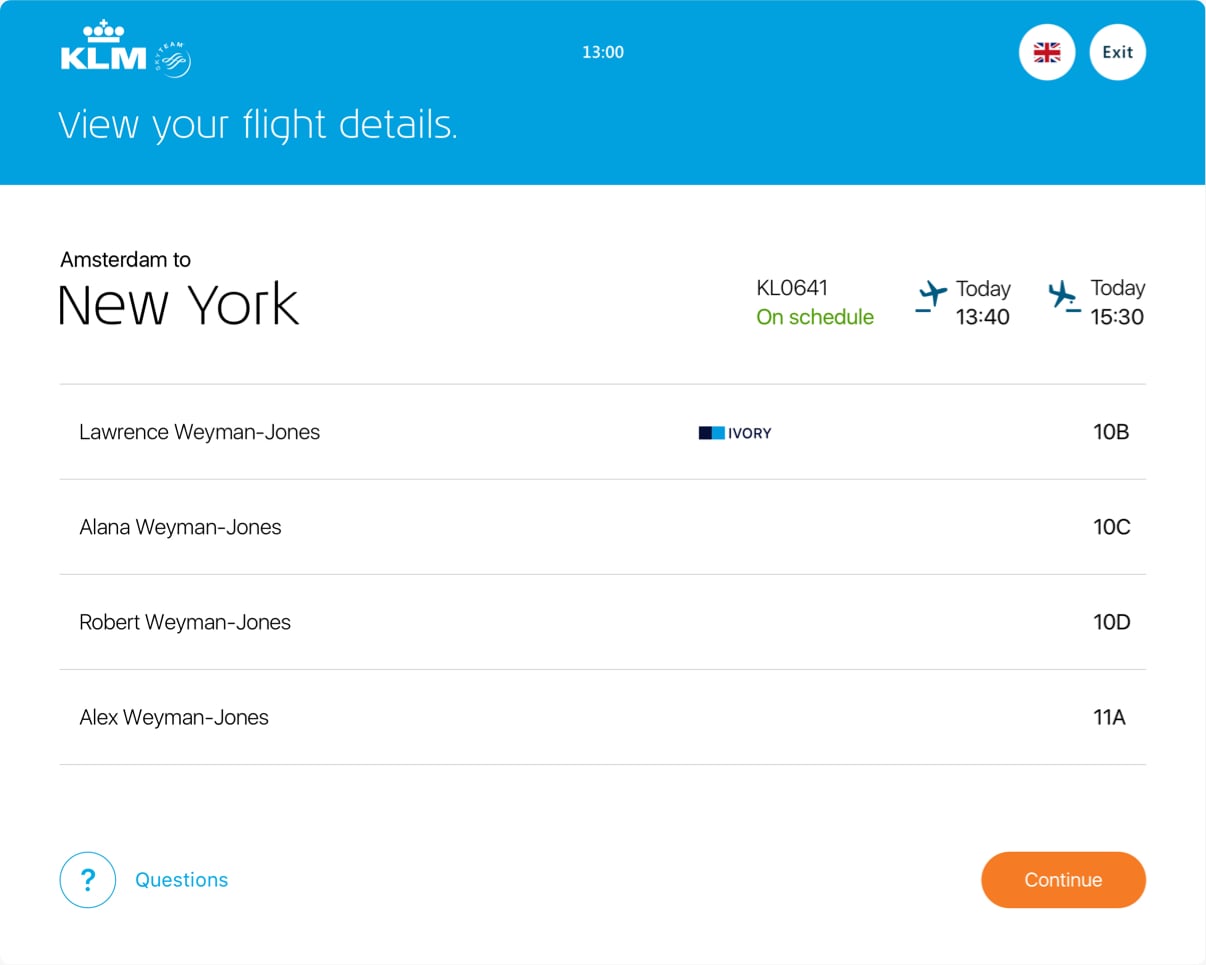 KLM SKYTEAM
13:00
Exit
View your flight details.
Amsterdam to
New York
KL0641
On schedule
Today
13:40
Today
15:30
Lawrence Weyman-Jones IVORY 10B
Alana Weyman-Jones 10C
Robert Weyman-Jones 10D
Alex Weyman-Jones 11A
? Questions
Continue